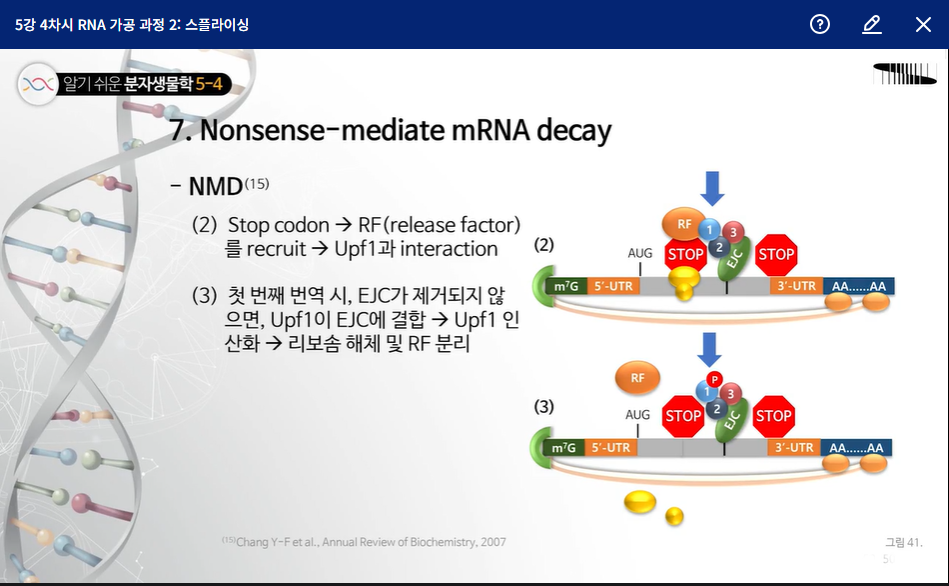 5강 4차시 RNA 가공 과정 2: 스플라이싱
알기 쉬운 분자생물학 5-4
7. Nonsense-mediate mRNA decay
- NMD(15)
(2) Stop codon → RF(release factor)
를 recruit → Upf1과 interaction
(3) 첫 번째 번역 시, EJC가 제거되지 않
으면, Upf1이 EJC에 결합 → Upf1 인
산화 → 리보솜 해체 및 RF 분리
(2)
RF
1
3
2
AUG
STOP
EJC
STOP
m⁷G
5'-UTR
3'-UTR
AA......AA
(3)
RF
P
1
3
2
AUG
STOP
EJC
STOP
m⁷G
5'-UTR
3'-UTR
AA......AA
(15)Chang Y-F et al., Annual Review of Biochemistry, 2007
그림 41.